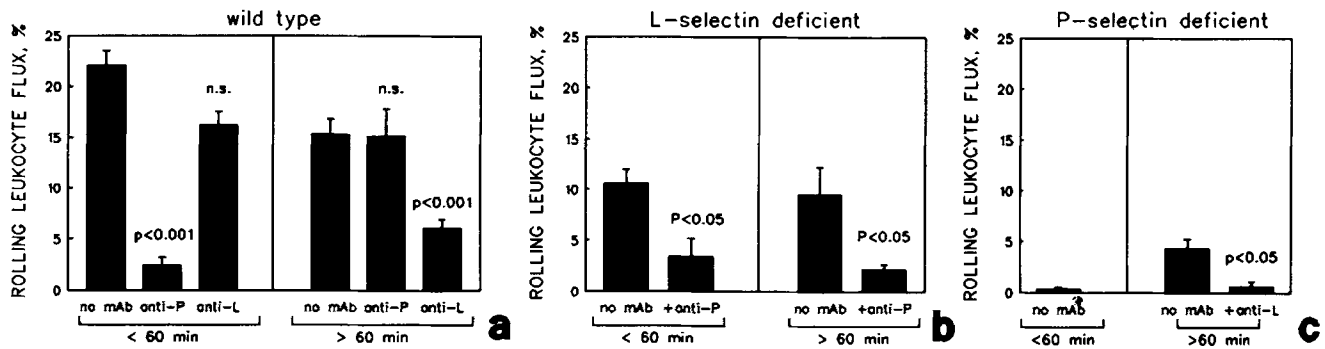 wild type
L-selectin deficient
P-selectin deficient
ROLLING LEUKOCYTE FLUX, %
25
20
15
10
5
0
n.s.
p<0.001
n.s.
p<0.001
no mAb anti-P anti-L
no mAb anti-P anti-L
< 60 min
> 60 min
a
ROLLING LEUKOCYTE FLUX, %
25
20
15
10
5
0
P<0.05
P<0.05
no mAb +anti-P
no mAb +anti-P
< 60 min
> 60 min
b
ROLLING LEUKOCYTE FLUX, %
25
20
15
10
5
0
p<0.05
no mAb
no mAb +anti-L
<60 min
>60 min
c